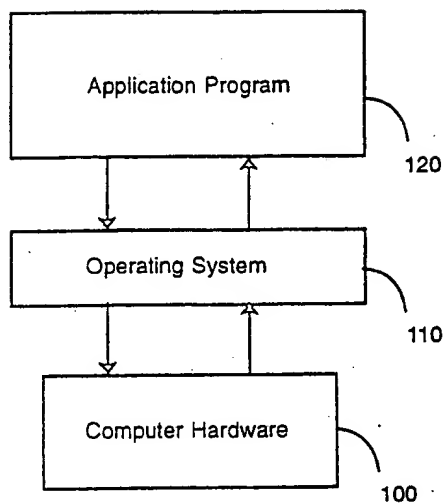 Application Program
120
Operating System
110
Computer Hardware
100